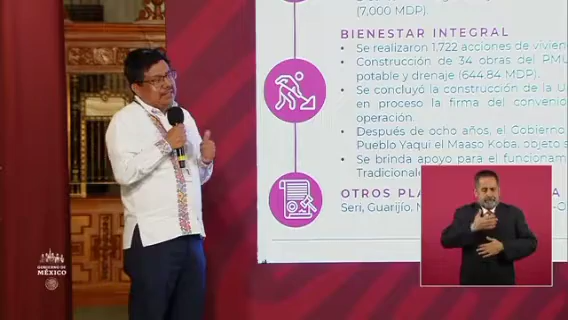 (7,000 MDP).
BIENESTAR INTEGRAL
• Se realizaron 1,722 acciones de vivien
• Construcción de 34 obras del PMU
potable y drenaje (644.84 MDP).
• Se concluyó la construcción de la U
en proceso la firma del convenio
operación.
• Después de ocho años, el Gobierno
Pueblo Yaqui el Maaso Koba, objeto s
• Se brinda apoyo para el funcionam
Tradicionale
OTROS PLA
Seri, Guarijío,
GOBIERNO DE
MÉXICO